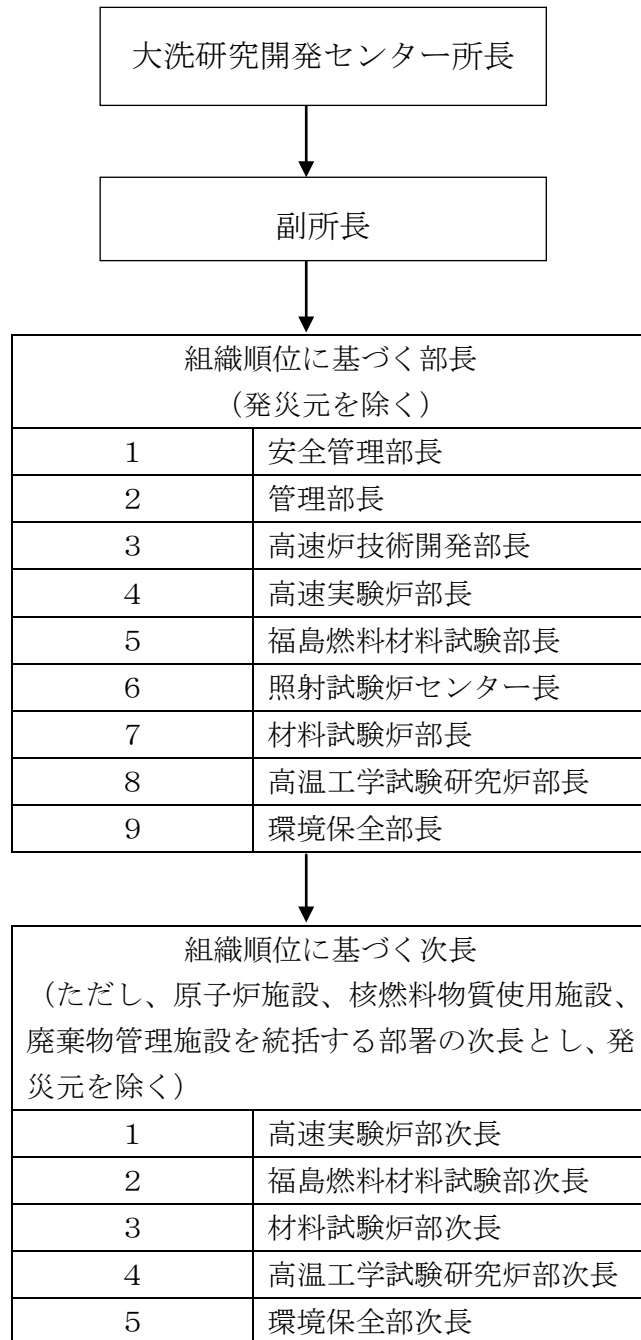 大洗研究開発センター所長
副所長
組織順位に基づく部長
（発災元を除く）
１ 安全管理部長
２ 管理部長
３ 高速炉技術開発部長
４ 高速実験炉部長
５ 福島燃料材料試験部長
６ 照射試験炉センター長
７ 材料試験炉部長
８ 高温工学試験研究炉部長
９ 環境保全部長
組織順位に基づく次長
（ただし、原子炉施設、核燃料物質使用施設、
廃棄物管理施設を統括する部署の次長とし、発
災元を除く）
１ 高速実験炉部次長
２ 福島燃料材料試験部次長
３ 材料試験炉部次長
４ 高温工学試験研究炉部次長
５ 環境保全部次長